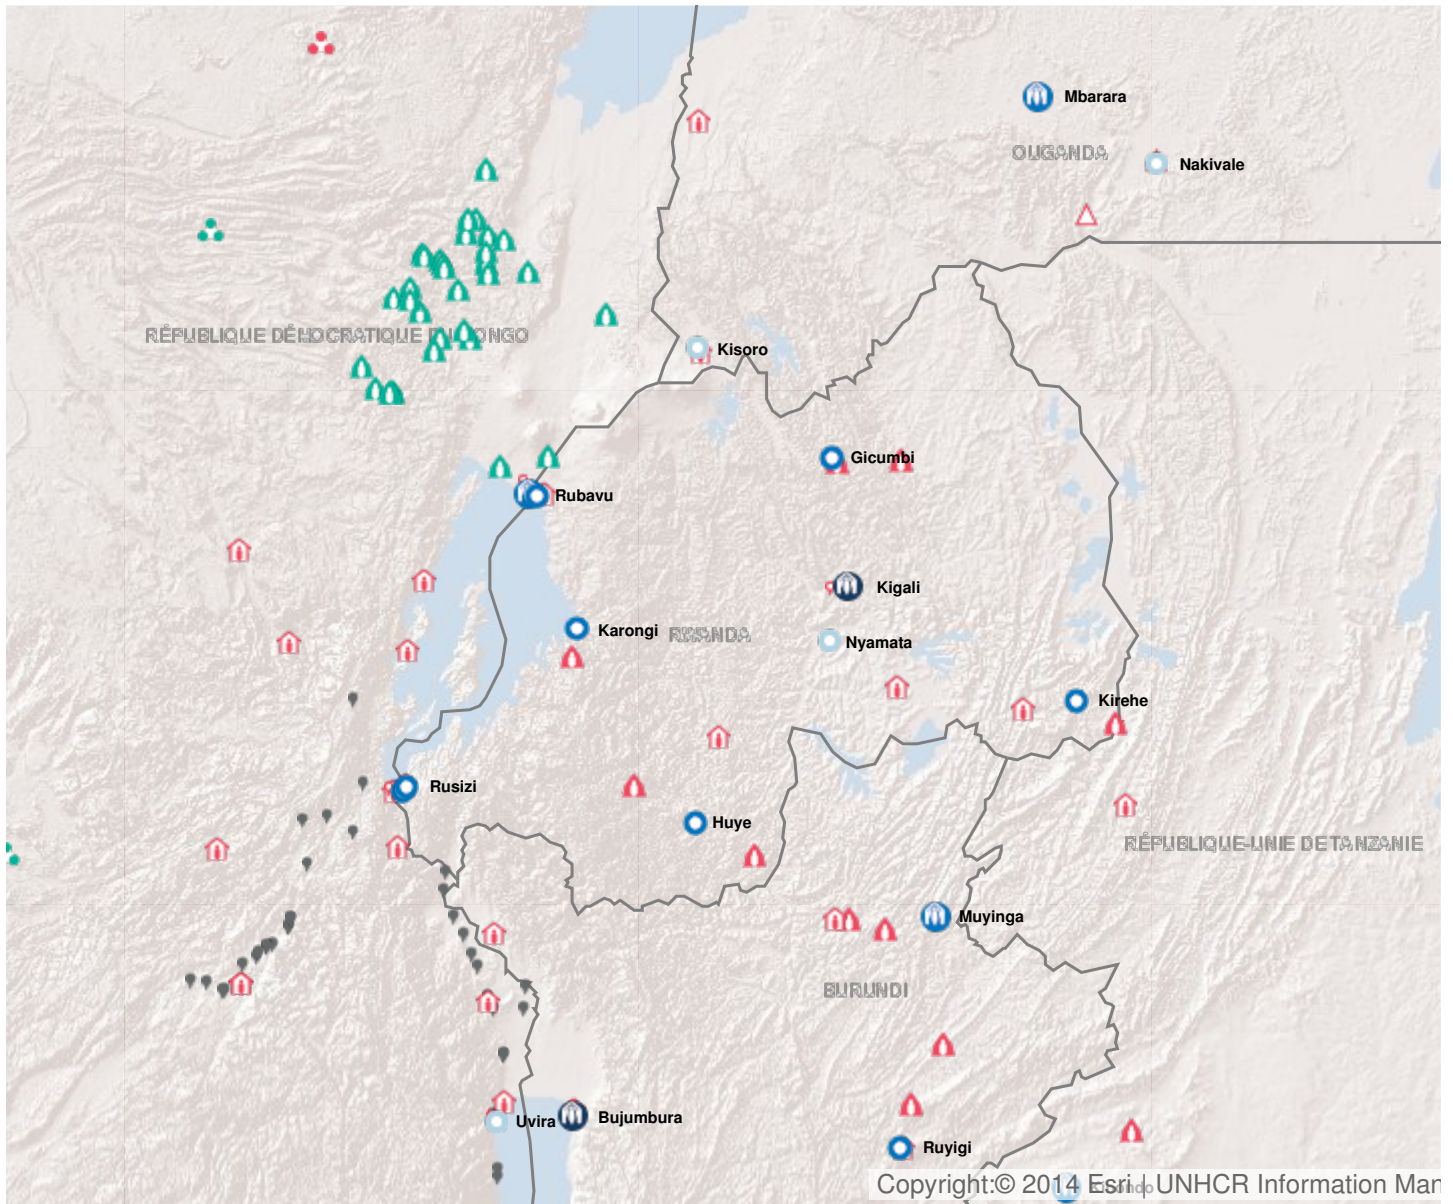 Mbarara
OUGANDA
Nakivale
RÉPUBLIQUE DÉMOCRATIQUE DU CONGO
Kisoro
Gicumbi
Rubavu
Kigali
Karongi
RWANDA
Nyamata
Kirehe
Rusizi
Huye
RÉPUBLIQUE-UNIE DE TANZANIE
Muyinga
BURUNDI
Uvira
Bujumbura
Ruyigi
Copyright:© 2014 Esri | UNHCR Information Man